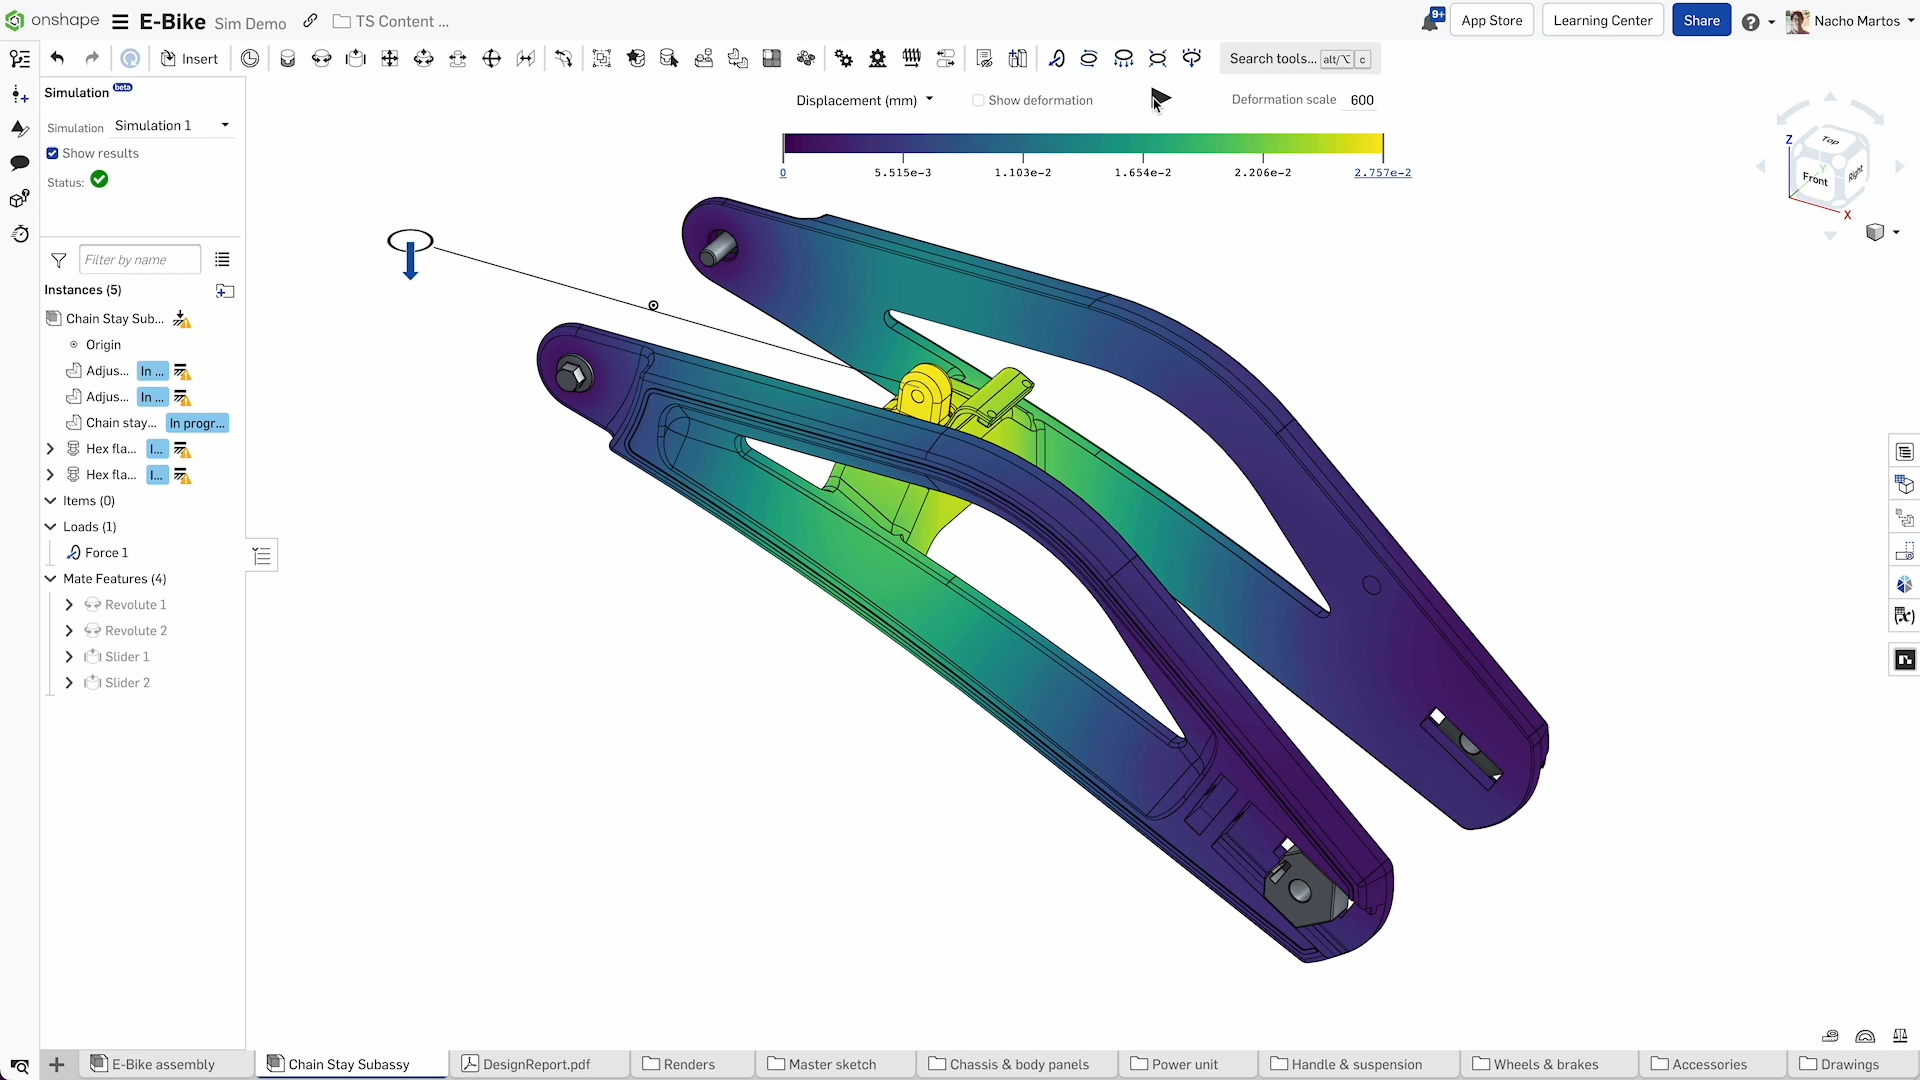 onshape E-Bike Sim Demo TS Content ...
9+ App Store Learning Center Share Nacho Martos
Insert Search tools... alt/⌥ c
Simulation beta
Displacement (mm) Show deformation Deformation scale 600
Simulation Simulation 1
Show results
Status:
0 5.515e-3 1.103e-2 1.654e-2 2.206e-2 2.757e-2
Z Top Y Front Right X
Filter by name
Instances (5)
Chain Stay Sub...
Origin
Adjus... In ...
Adjus... In ...
Chain stay... In progr...
Hex fla... I...
Hex fla... I...
Items (0)
Loads (1)
Force 1
Mate Features (4)
Revolute 1
Revolute 2
Slider 1
Slider 2
(x)
E-Bike assembly Chain Stay Subassy DesignReport.pdf Renders Master sketch Chassis & body panels Power unit Handle & suspension Wheels & brakes Accessories Drawings